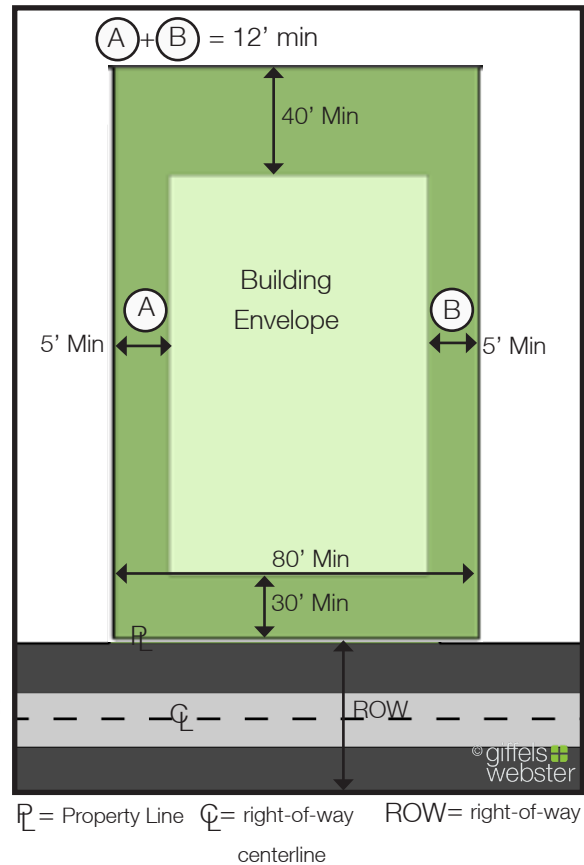 A + B = 12’ min
40’ Min
Building
Envelope
A
B
5’ Min
5’ Min
80’ Min
30’ Min
PL
CL
ROW
© giffels
webster
PL = Property Line CL = right-of-way ROW= right-of-way
centerline